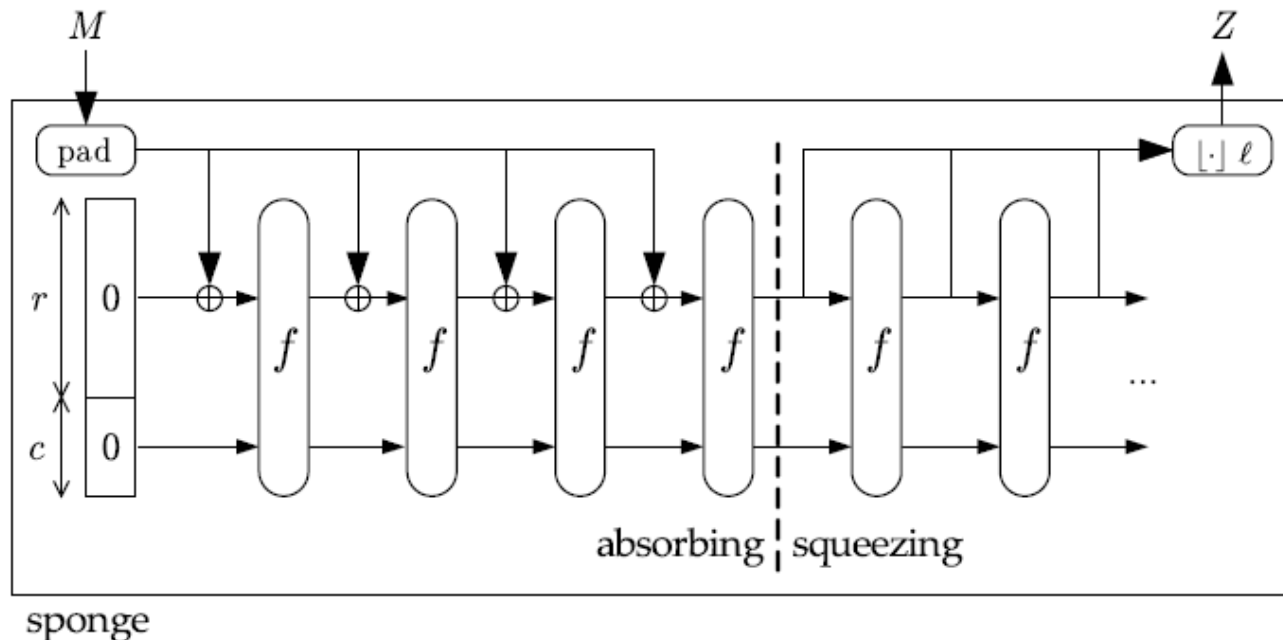 M Z
pad ⌊·⌋ ℓ
r 0 f f f f f f
c 0 ...
absorbing squeezing
sponge